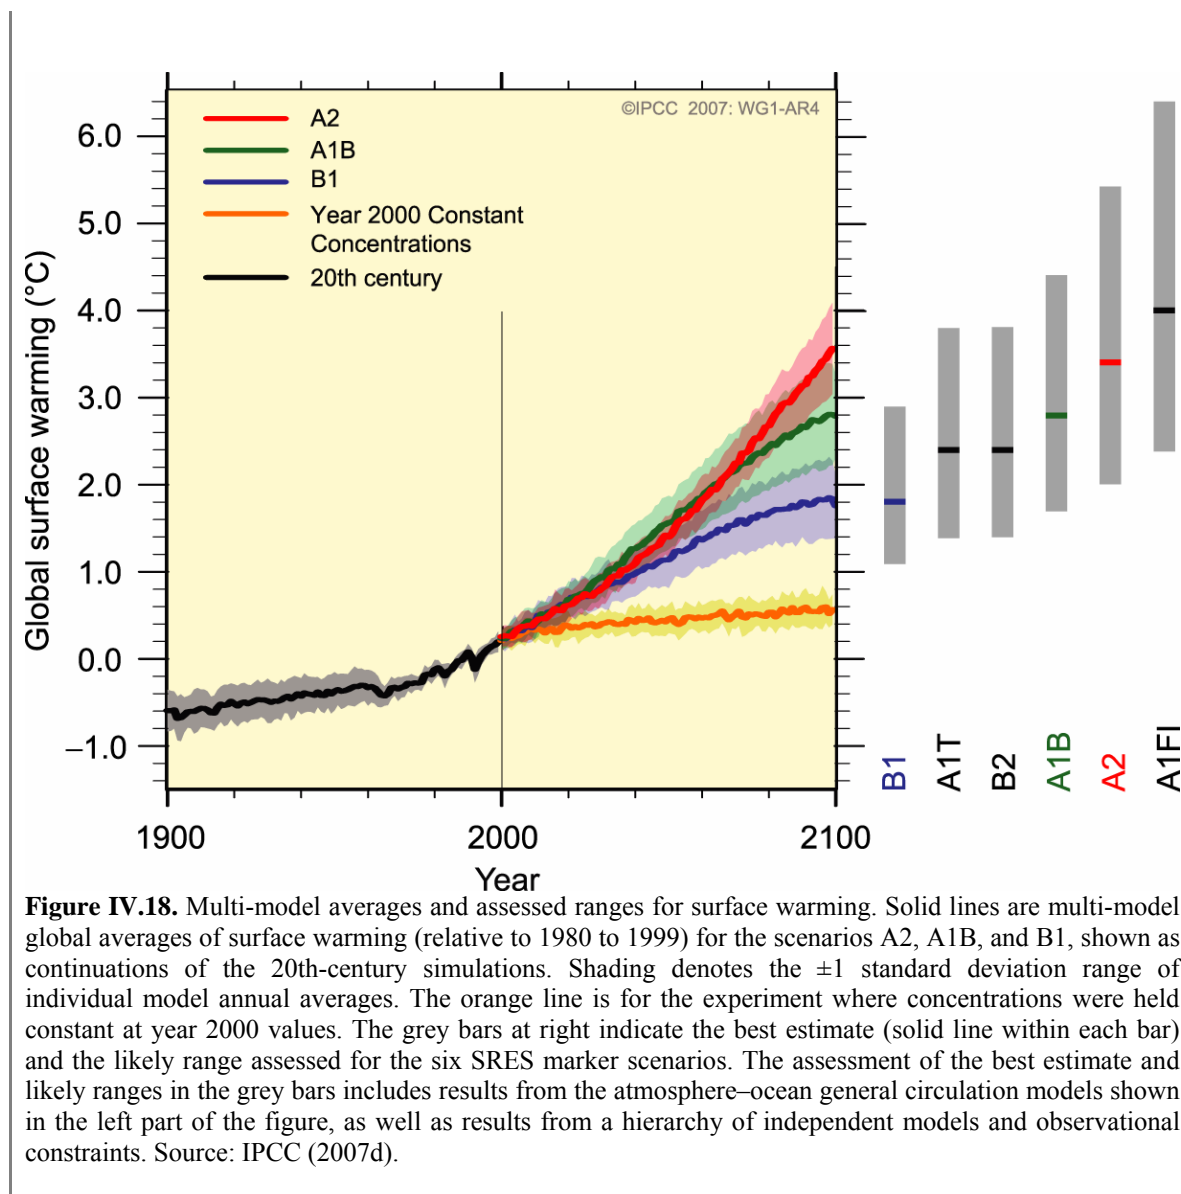 ©IPCC 2007: WG1-AR4
A2
A1B
B1
Year 2000 Constant
Concentrations
20th century
Global surface warming (°C)
6.0
5.0
4.0
3.0
2.0
1.0
0.0
–1.0
1900
2000
2100
Year
B1
A1T
B2
A1B
A2
A1FI
Figure IV.18. Multi-model averages and assessed ranges for surface warming. Solid lines are multi-model
global averages of surface warming (relative to 1980 to 1999) for the scenarios A2, A1B, and B1, shown as
continuations of the 20th-century simulations. Shading denotes the ±1 standard deviation range of
individual model annual averages. The orange line is for the experiment where concentrations were held
constant at year 2000 values. The grey bars at right indicate the best estimate (solid line within each bar)
and the likely range assessed for the six SRES marker scenarios. The assessment of the best estimate and
likely ranges in the grey bars includes results from the atmosphere–ocean general circulation models shown
in the left part of the figure, as well as results from a hierarchy of independent models and observational
constraints. Source: IPCC (2007d).